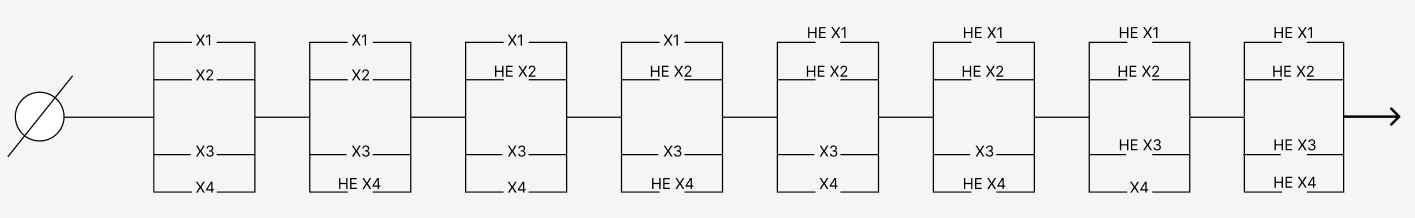 X1 X1 X1 X1 НЕ X1 НЕ X1 НЕ X1 НЕ X1
X2 X2 НЕ X2 НЕ X2 НЕ X2 НЕ X2 НЕ X2 НЕ X2
X3 X3 X3 X3 X3 X3 НЕ X3 НЕ X3
X4 НЕ X4 X4 НЕ X4 X4 НЕ X4 X4 НЕ X4